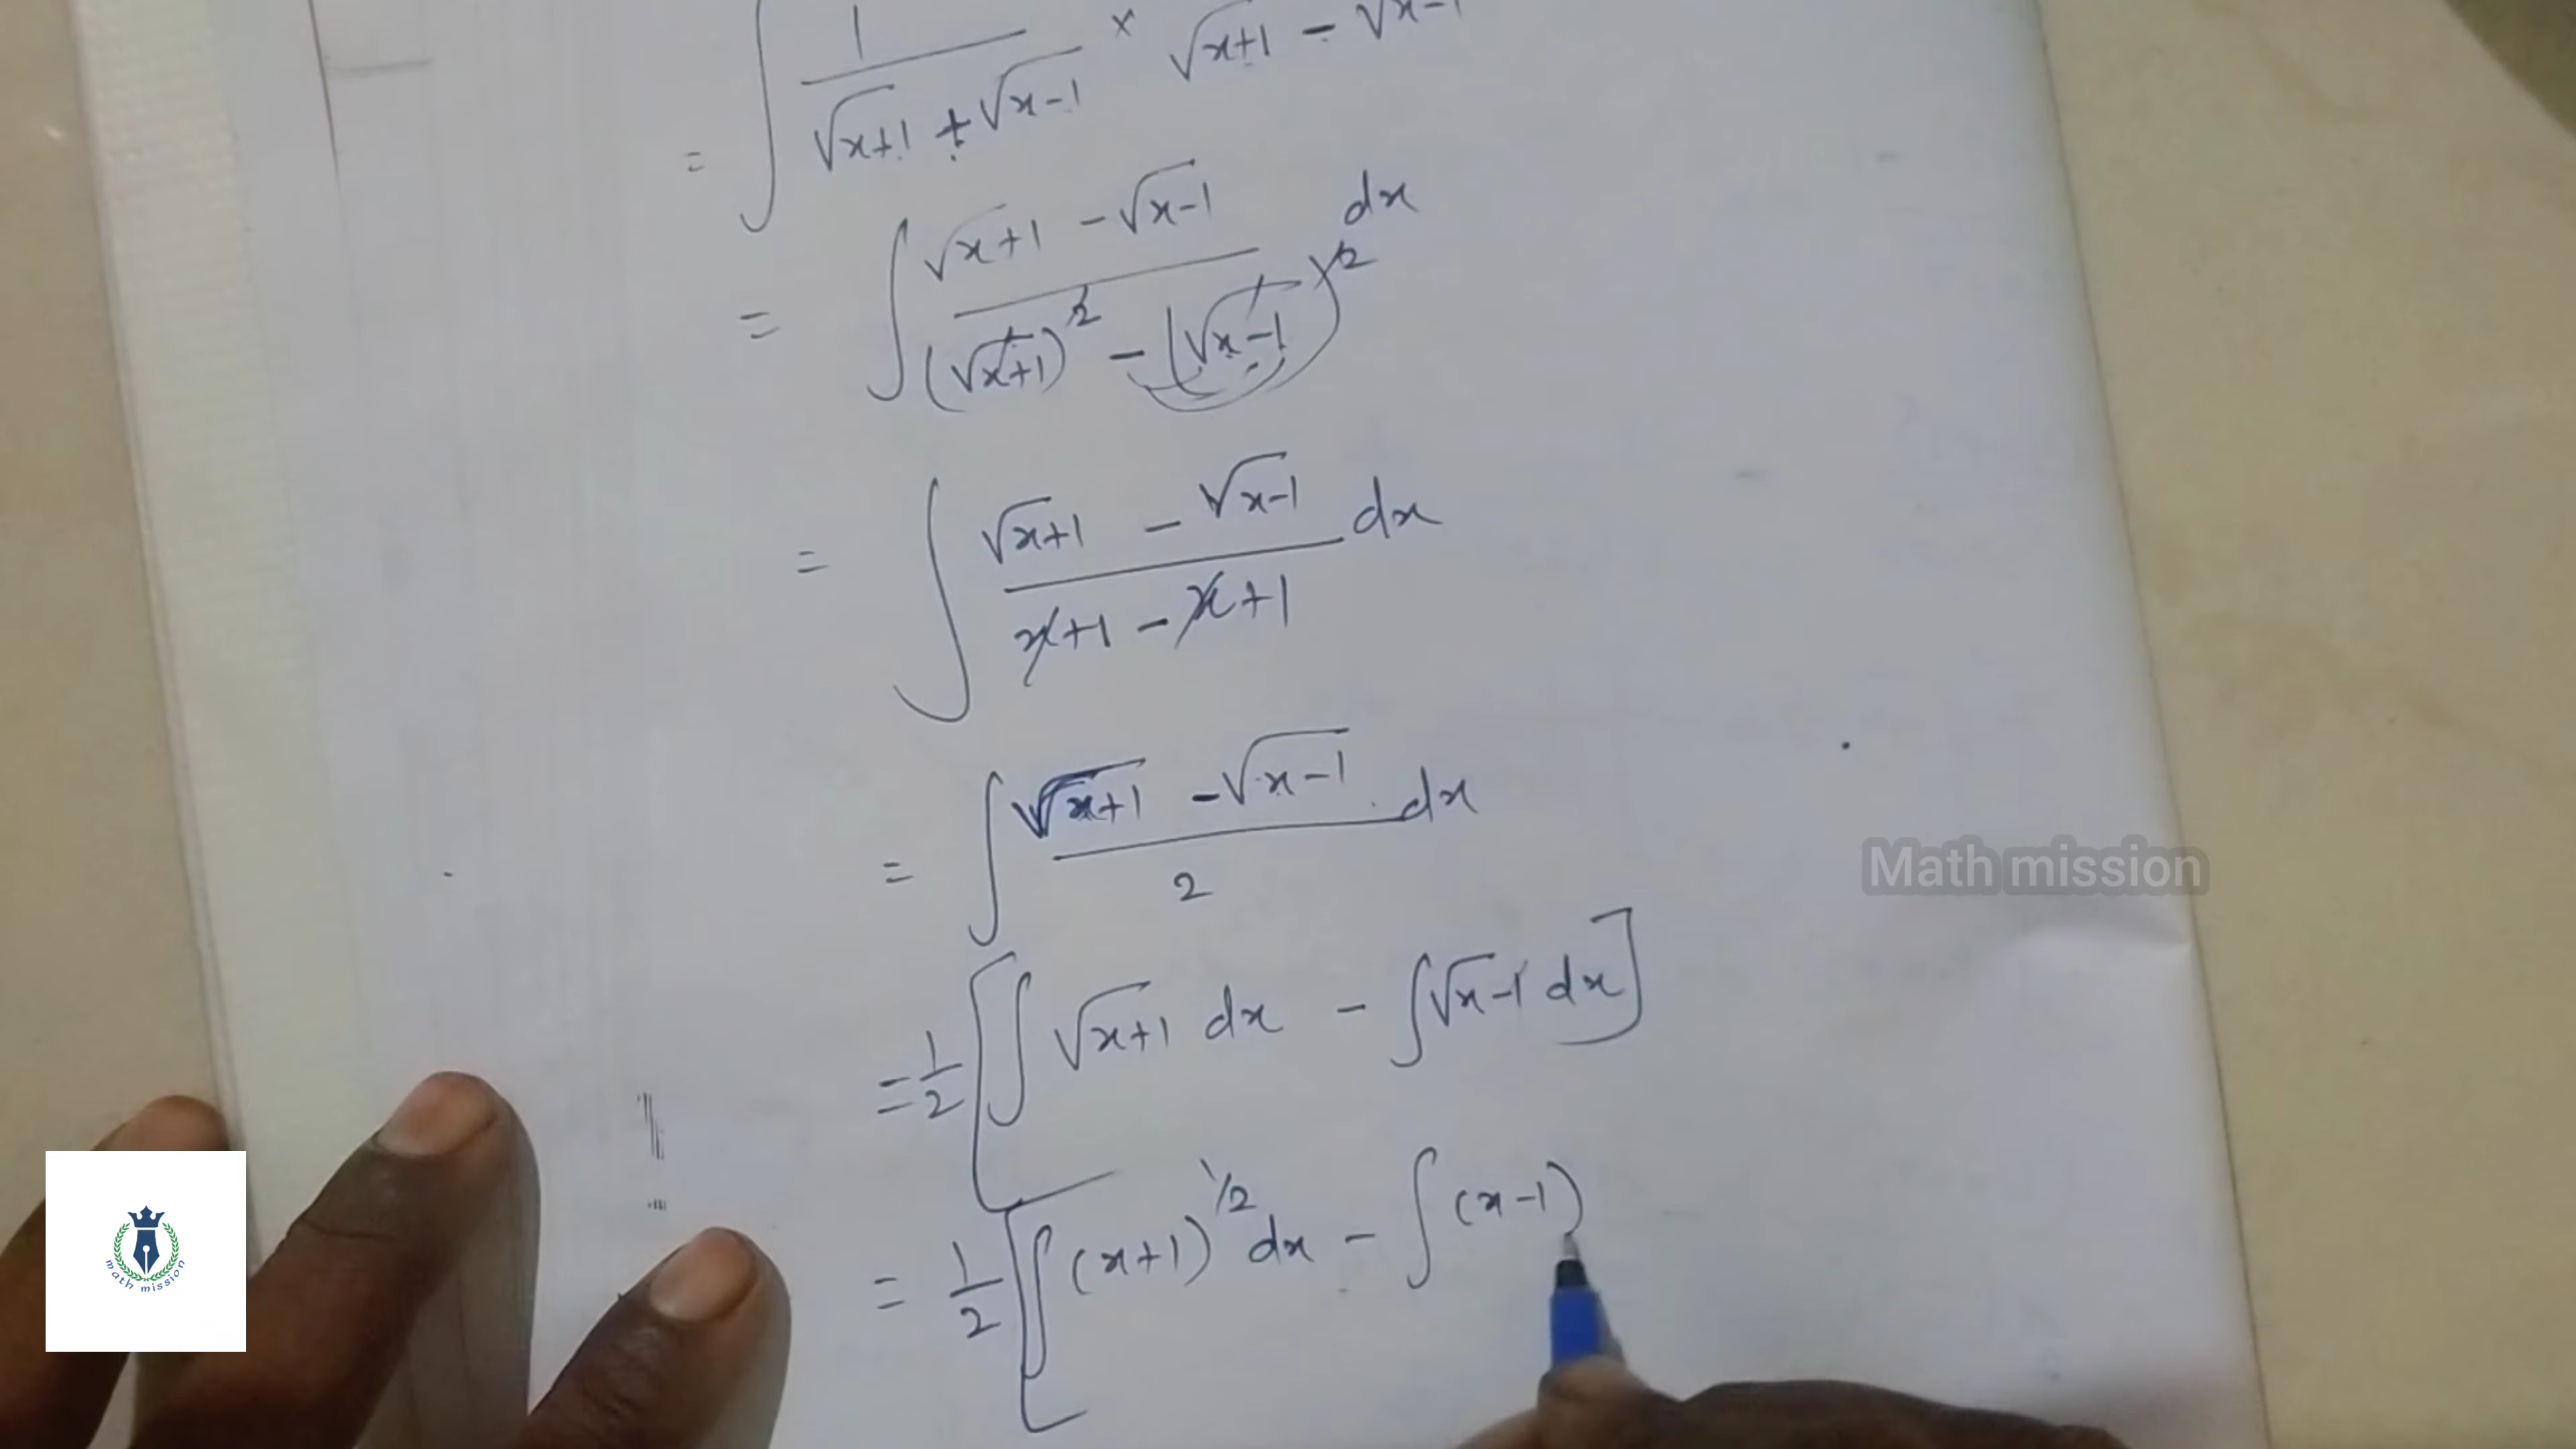 = ∫ 1/(√(x+1) + √(x-1)) × √(x+1) - √(x-1)
= ∫ (√(x+1) - √(x-1))/((√(x+1))² - (√(x-1))²) dx
= ∫ (√(x+1) - √(x-1))/(x+1-x+1) dx
= ∫ (√(x+1) - √(x-1))/2 dx
Math mission
= 1/2 [∫ √(x+1) dx - ∫ √(x-1) dx]
= 1/2 [∫ (x+1)^1/2 dx - ∫ (x-1)
math mission